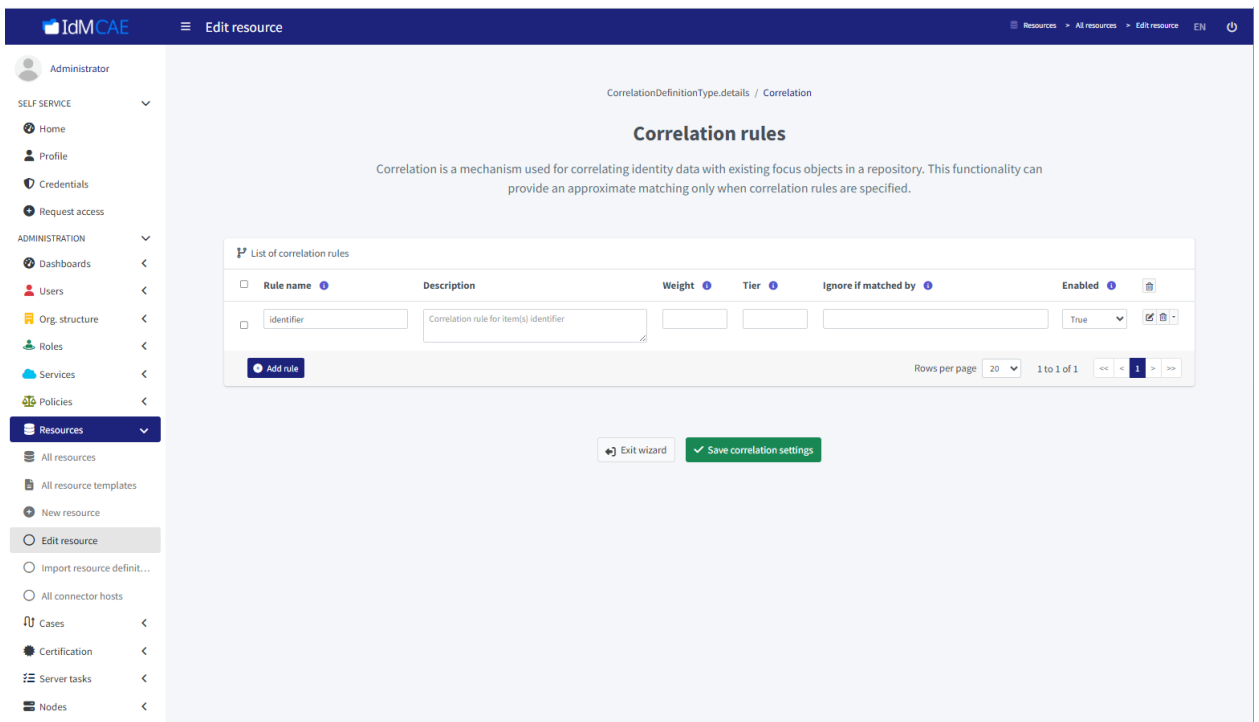 IdMCAE
Edit resource
Resources > All resources > Edit resource
EN
Administrator
SELF SERVICE
Home
Profile
Credentials
Request access
ADMINISTRATION
Dashboards
Users
Org. structure
Roles
Services
Policies
Resources
All resources
All resource templates
New resource
Edit resource
Import resource definit...
All connector hosts
Cases
Certification
Server tasks
Nodes
CorrelationDefinitionType.details / Correlation
Correlation rules
Correlation is a mechanism used for correlating identity data with existing focus objects in a repository. This functionality can
provide an approximate matching only when correlation rules are specified.
List of correlation rules
Rule name Description Weight Tier Ignore if matched by Enabled
identifier Correlation rule for item(s) identifier True
Add rule Rows per page 20 1 to 1 of 1 << < 1 > >>
Exit wizard Save correlation settings